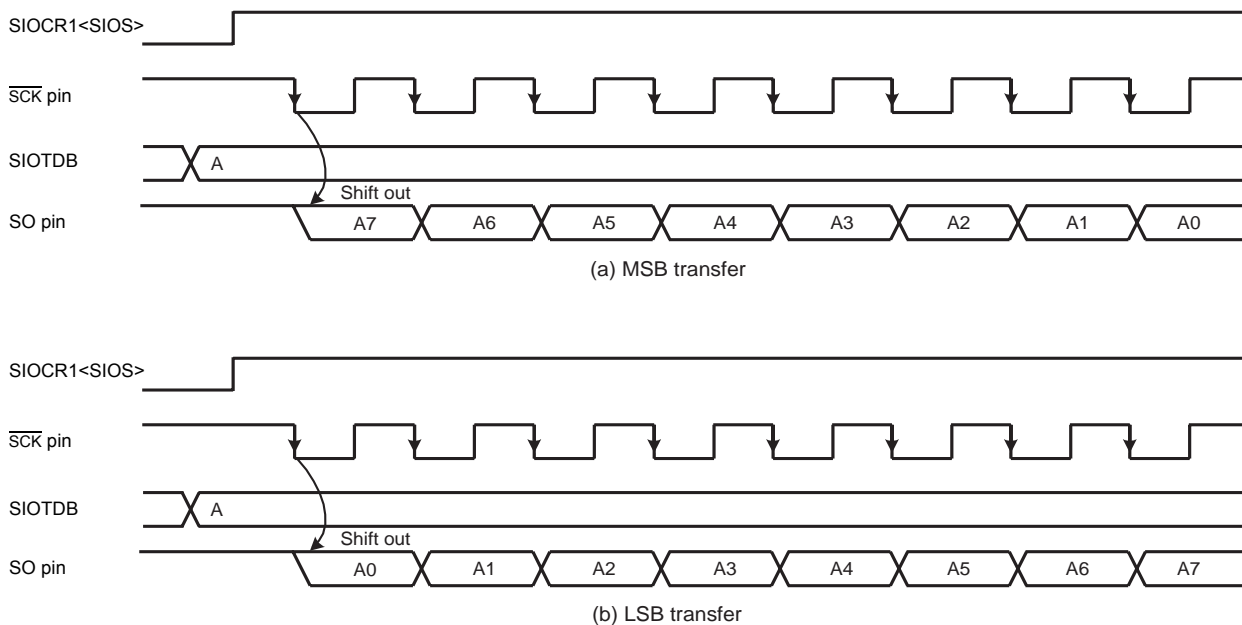 SIOCR1<SIOS>
SCK pin
SIOTDB
A
Shift out
SO pin
A7 A6 A5 A4 A3 A2 A1 A0
(a) MSB transfer
SIOCR1<SIOS>
SCK pin
SIOTDB
A
Shift out
SO pin
A0 A1 A2 A3 A4 A5 A6 A7
(b) LSB transfer